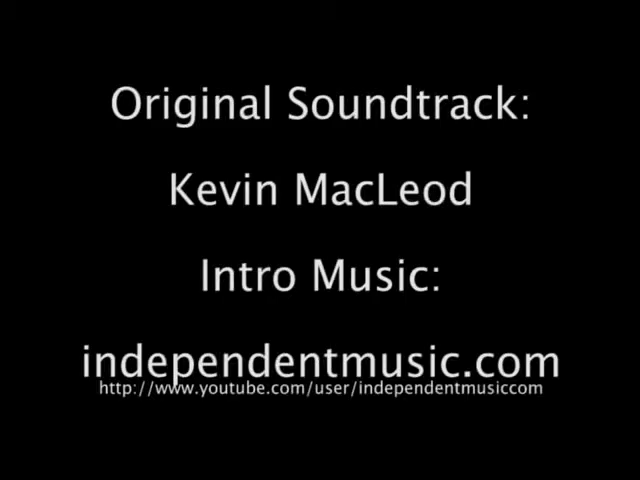 Original Soundtrack:
Kevin MacLeod
Intro Music:
independentmusic.com
http://www.youtube.com/user/independentmusiccom